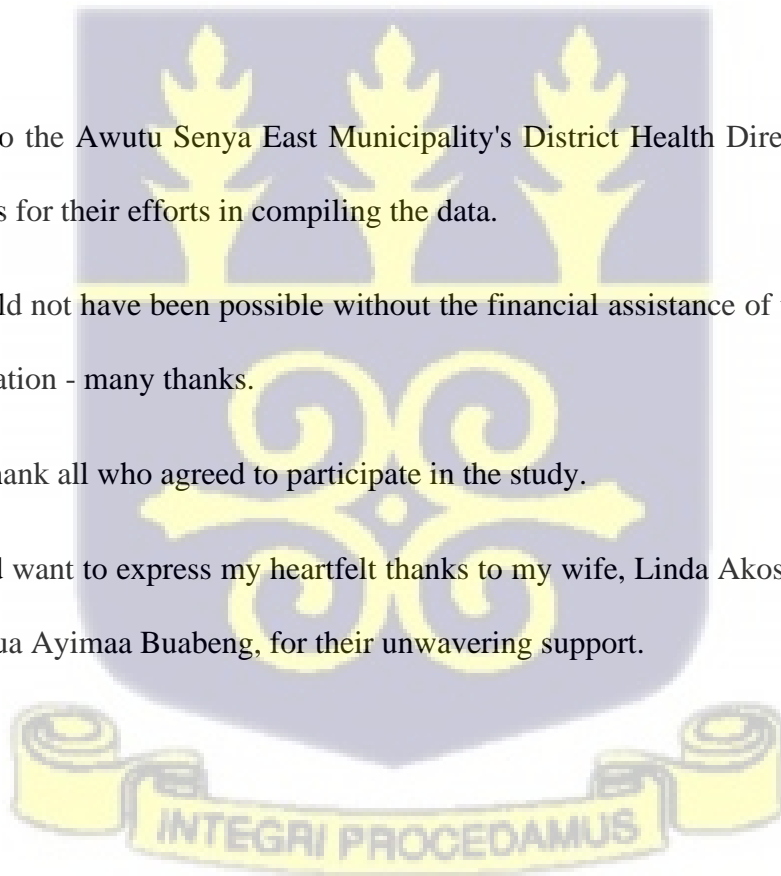 o the Awutu Senya East Municipality's District Health Dire
s for their efforts in compiling the data.
ld not have been possible without the financial assistance of
ation - many thanks.
hank all who agreed to participate in the study.
d want to express my heartfelt thanks to my wife, Linda Akos
ua Ayimaa Buabeng, for their unwavering support.
INTEGRI PROCEDAMUS